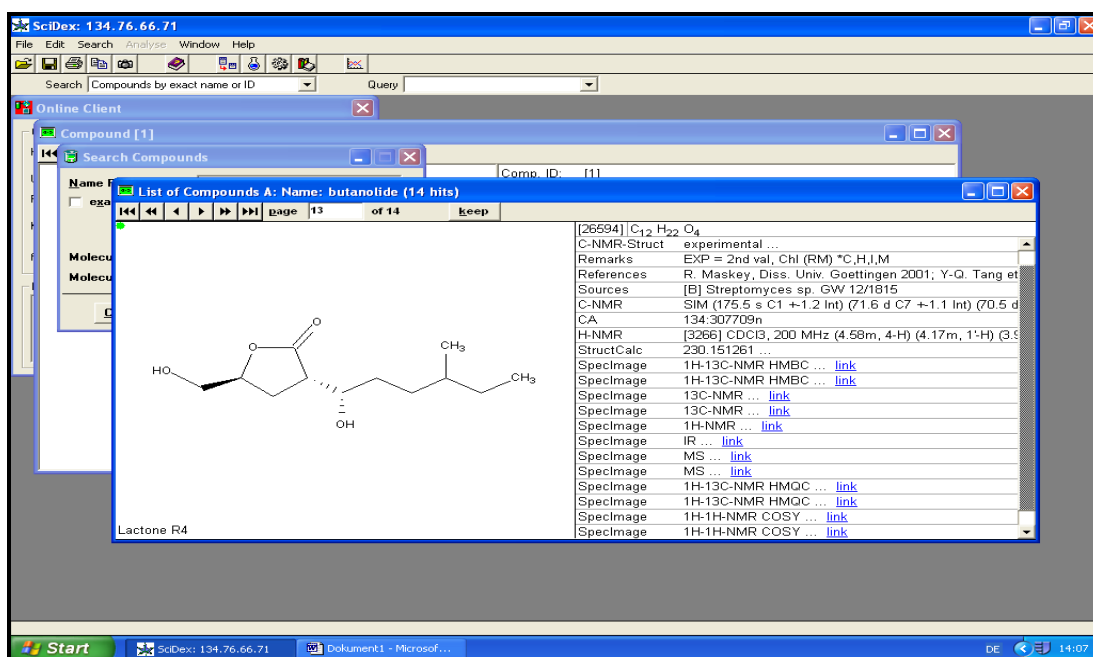 SciDex: 134.76.66.71
File Edit Search Analyse Window Help
Search Compounds by exact name or ID Query
Online Client
Compound [1]
Search Compounds
Comp. ID: [1]
Name
List of Compounds A: Name: butanolide (14 hits)
exa
page 13 of 14 keep
[26594] C12 H22 O4
C-NMR-Struct experimental ...
Remarks EXP = 2nd val, Chl (RM) *C,H,I,M
Molecu
References R. Maskey, Diss. Univ. Goettingen 2001; Y-Q. Tang et
Molecu
Sources [B] Streptomyces sp. GW 12/1815
C-NMR SIM (175.5 s C1 +-1.2 Int) (71.6 d C7 +-1.1 Int) (70.5 d
CA 134:307709n
H-NMR [3266] CDCl3, 200 MHz (4.58m, 4-H) (4.17m, 1'-H) (3.9
StructCalc 230.151261 ...
SpecImage 1H-13C-NMR HMBC ... link
SpecImage 1H-13C-NMR HMBC ... link
SpecImage 13C-NMR ... link
SpecImage 13C-NMR ... link
SpecImage 1H-NMR ... link
SpecImage IR ... link
SpecImage MS ... link
SpecImage MS ... link
SpecImage 1H-13C-NMR HMQC ... link
SpecImage 1H-13C-NMR HMQC ... link
SpecImage 1H-1H-NMR COSY ... link
SpecImage 1H-1H-NMR COSY ... link
O
O
CH3
HO
CH3
OH
Lactone R4
Start SciDex: 134.76.66.71 Dokument1 - Microsof... DE 14:07